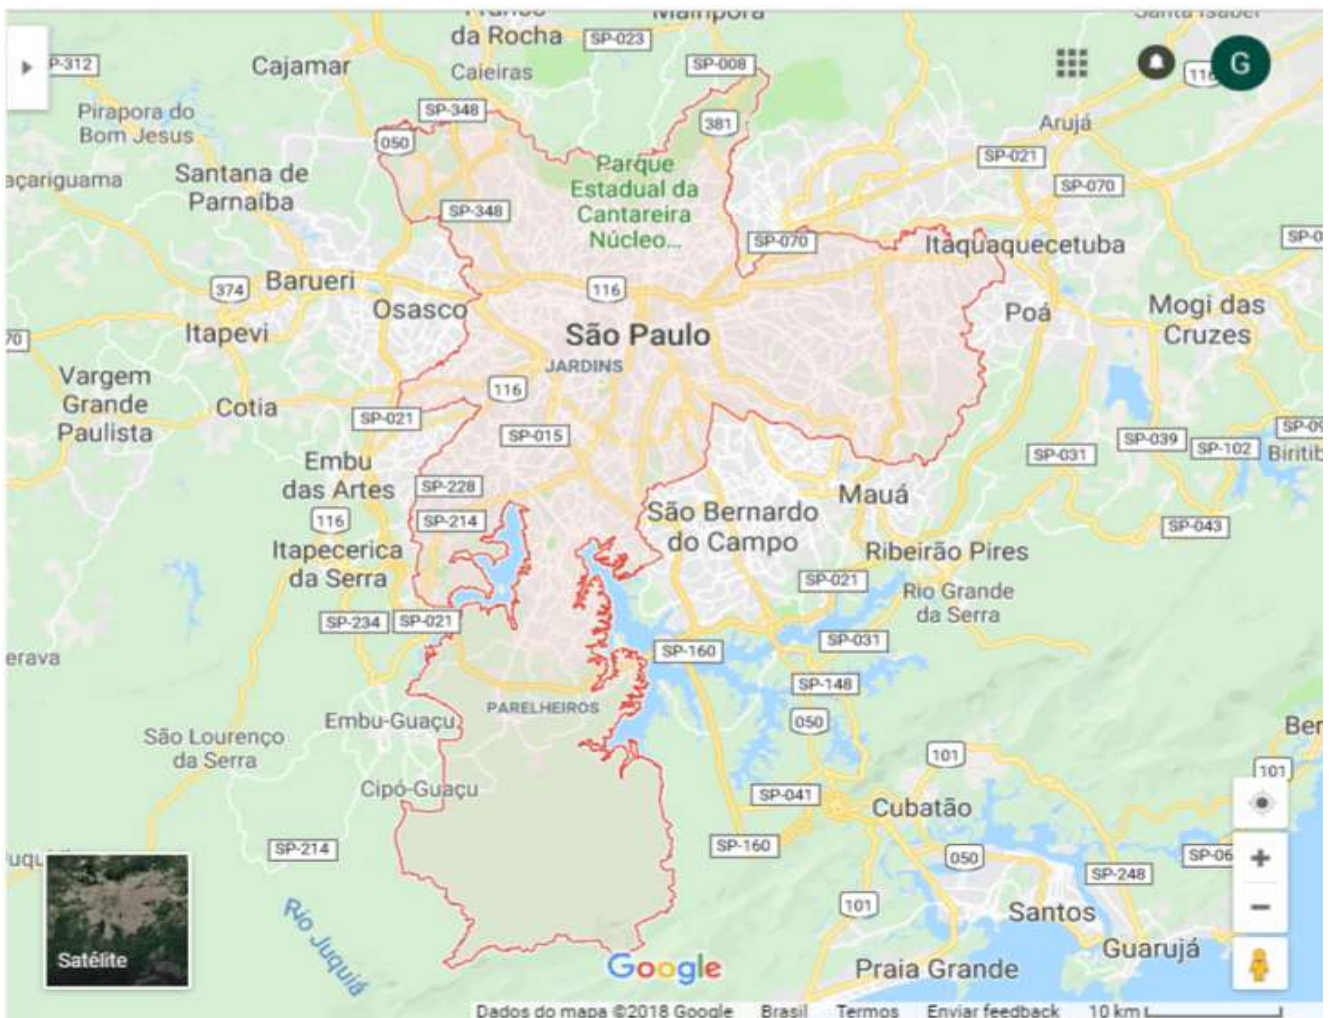 da Rocha
SP-023
Cajamar
Caieiras
SP-008
116
G
Pirapora do
Bom Jesus
SP-348
050
381
Arujá
SP-021
SP-070
Santana de
Parnaíba
Parque
Estadual da
Cantareira
Núcleo...
SP-348
SP-070
Itaquaquecetuba
Barueri
374
Osasco
116
Itapevi
São Paulo
Poá
Mogi das
Cruzes
JARDINS
Vargem
Grande
Paulista
Cotia
SP-021
116
SP-015
SP-039
SP-102
SP-031
Embu
das Artes
SP-228
SP-214
116
São Bernardo
do Campo
Mauá
SP-043
Itapecerica
da Serra
Ribeirão Pires
SP-021
Rio Grande
da Serra
SP-234
SP-021
SP-031
SP-160
SP-148
PARELHEIROS
Embu-Guaçu
050
São Lourenço
da Serra
101
101
Cipó-Guaçu
SP-041
Cubatão
SP-214
SP-160
050
SP-248
101
Santos
Rio Juquiá
Satélite
Google
Praia Grande
Guarujá
Dados do mapa ©2018 Google Brasil Termos Enviar feedback 10 km